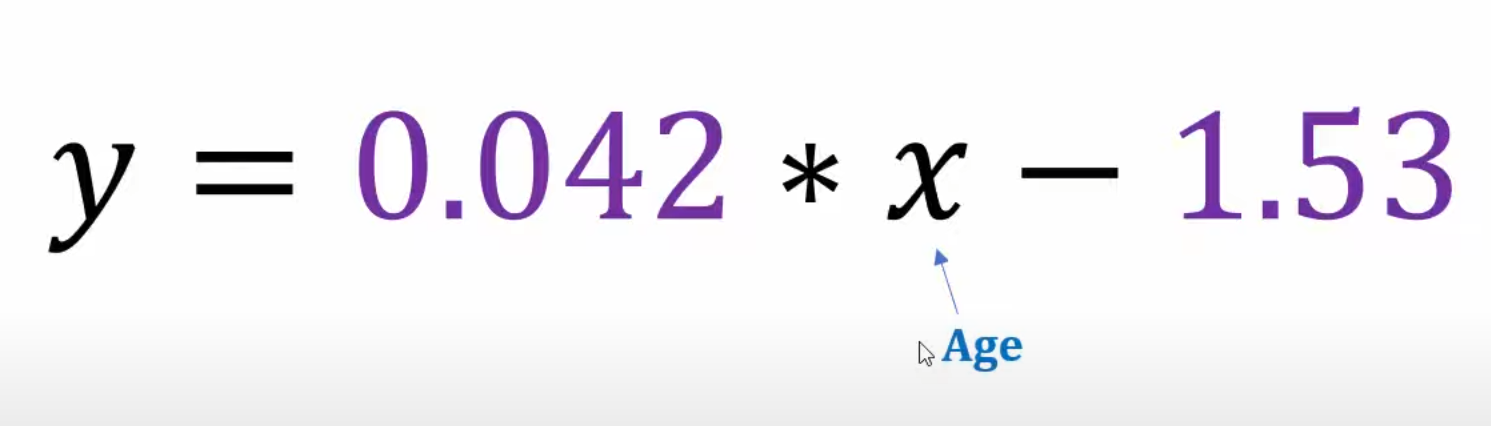 y = 0.042 * x − 1.53
Age